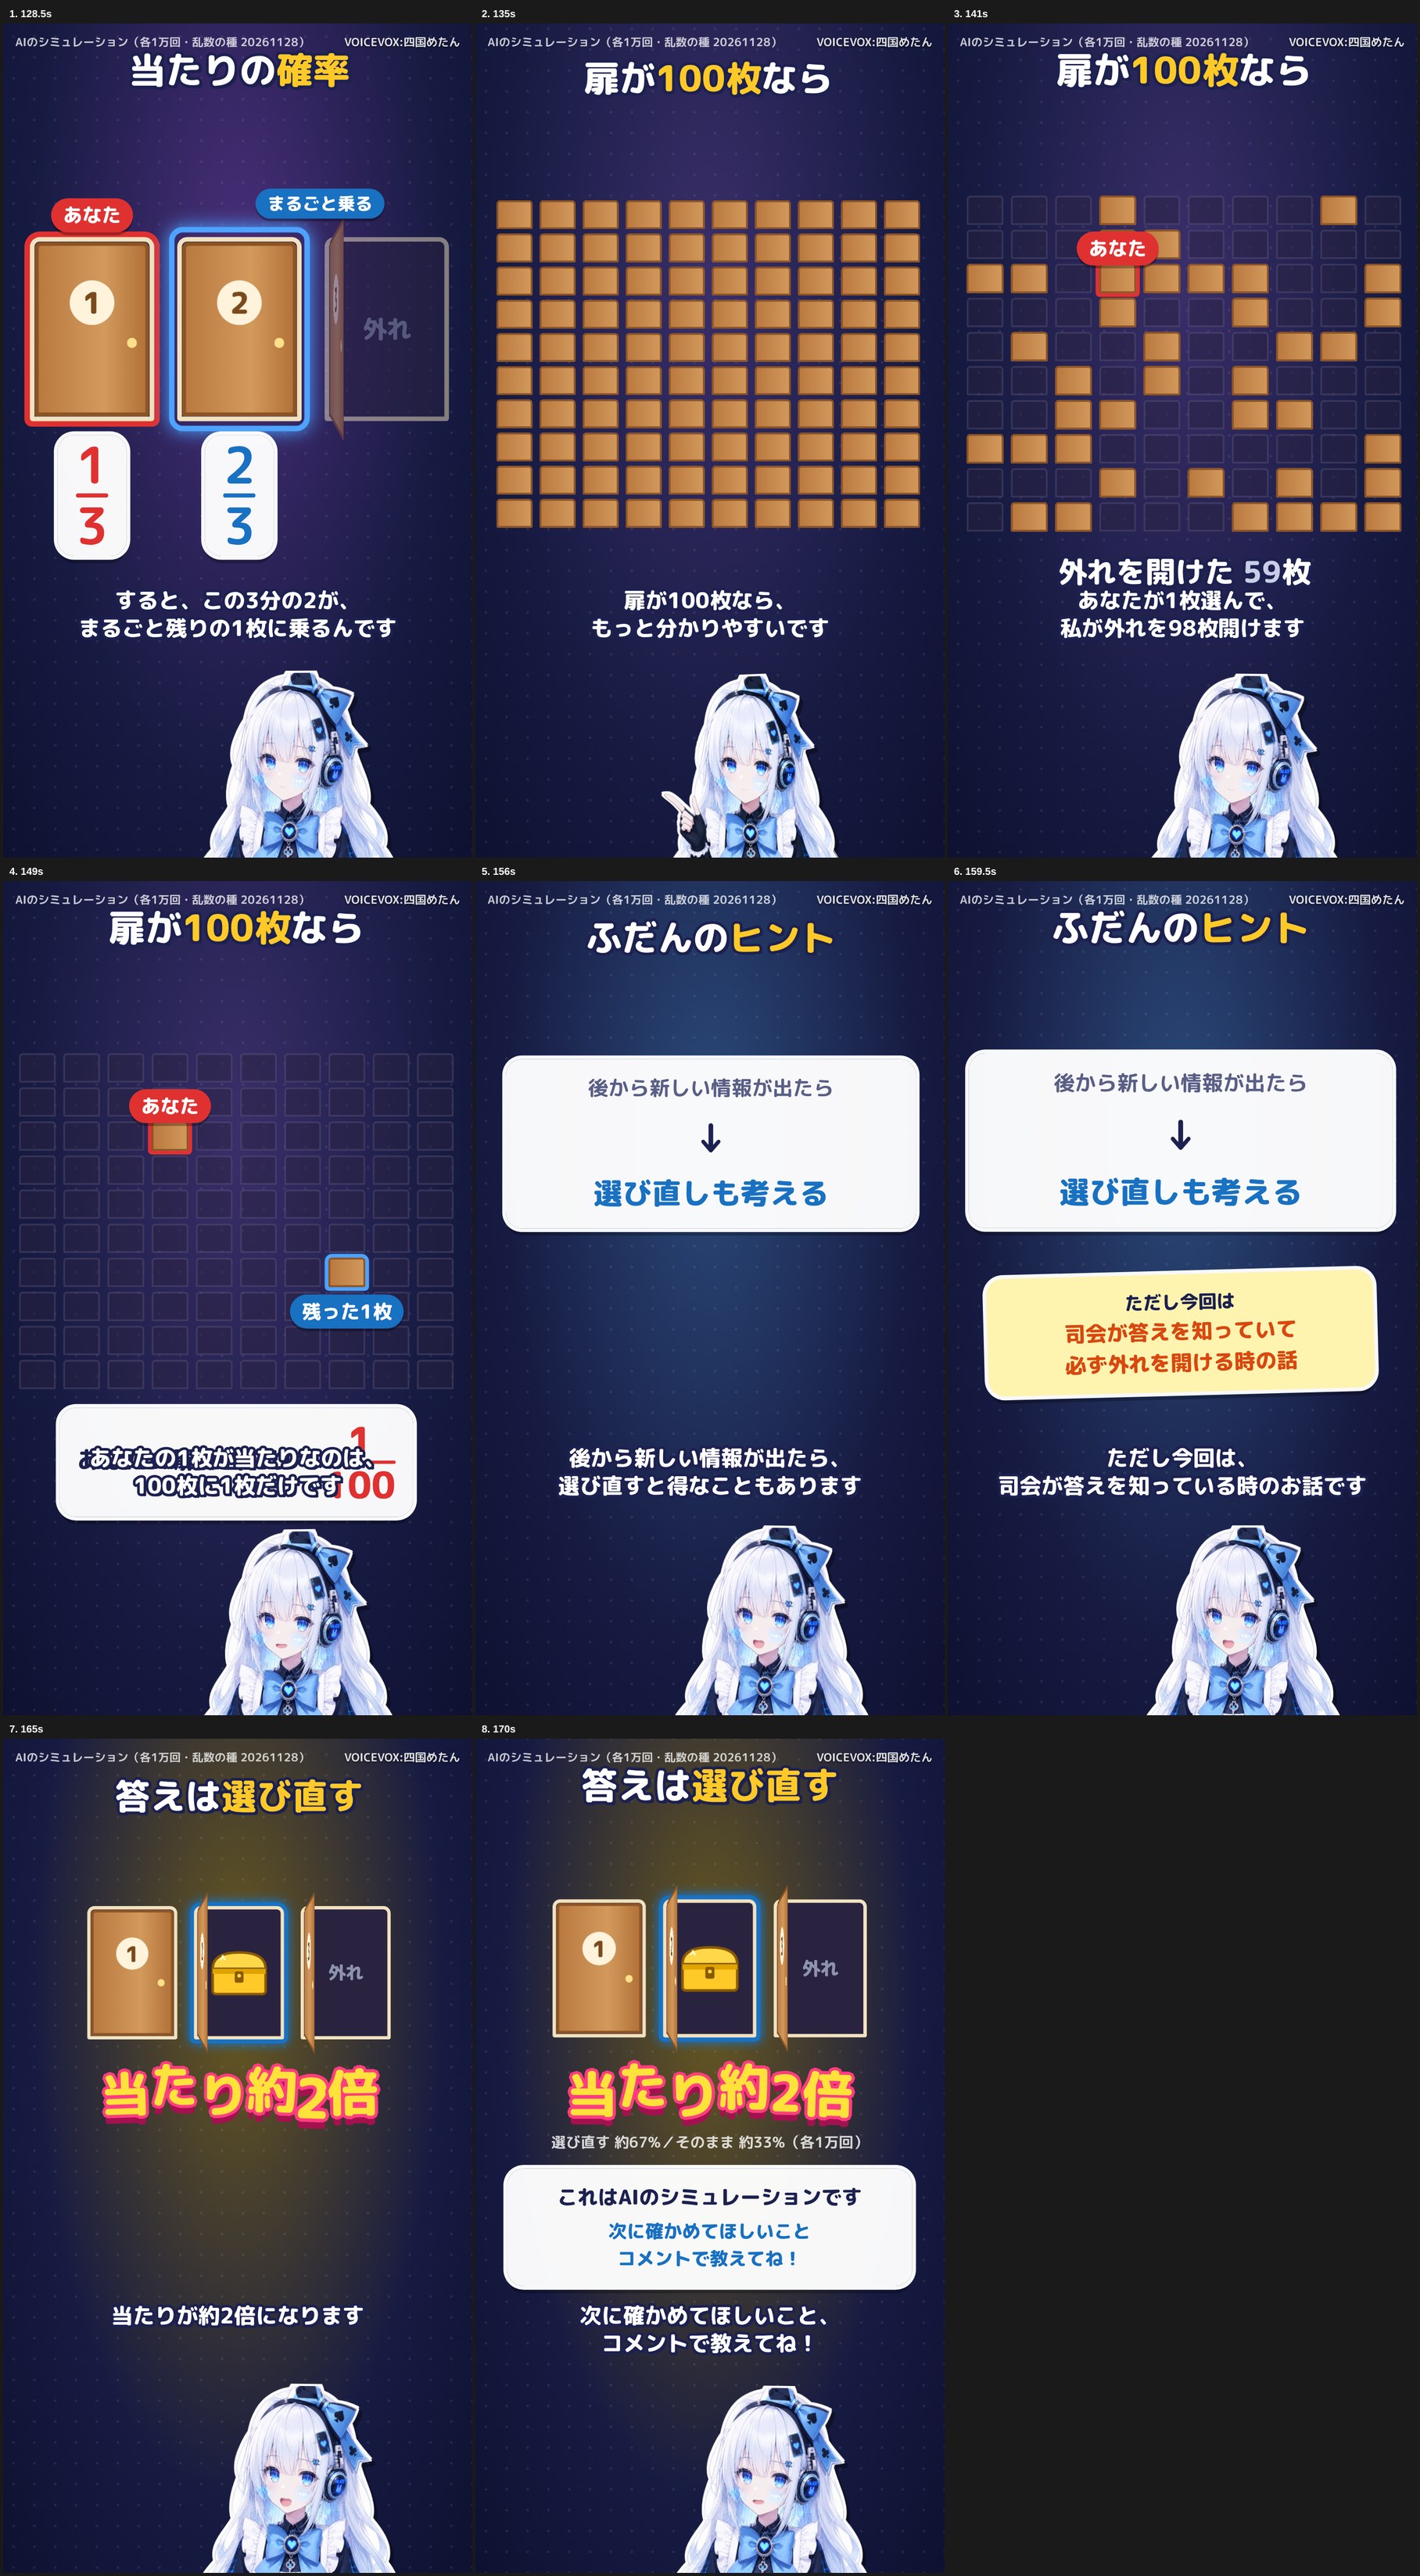 1. 128.5s
AIのシミュレーション（各1万回・乱数の種 20261128）
VOICEVOX:四国めたん
当たりの確率
まるごと乗る
あなた
1
2
外れ
1
3
2
3
すると、この3分の2が、
まるごと残りの1枚に乗るんです
2. 135s
AIのシミュレーション（各1万回・乱数の種 20261128）
VOICEVOX:四国めたん
扉が100枚なら
扉が100枚なら、
もっと分かりやすいです
3. 141s
AIのシミュレーション（各1万回・乱数の種 20261128）
VOICEVOX:四国めたん
扉が100枚なら
あなた
外れを開けた 59枚
あなたが1枚選んで、
私が外れを98枚開けます
4. 149s
AIのシミュレーション（各1万回・乱数の種 20261128）
VOICEVOX:四国めたん
扉が100枚なら
あなた
残った1枚
あなたの1枚が当たりなのは、
100枚に1枚だけです
5. 156s
AIのシミュレーション（各1万回・乱数の種 20261128）
VOICEVOX:四国めたん
ふだんのヒント
後から新しい情報が出たら
↓
選び直しも考える
後から新しい情報が出たら、
選び直すと得なこともあります
6. 159.5s
AIのシミュレーション（各1万回・乱数の種 20261128）
VOICEVOX:四国めたん
ふだんのヒント
後から新しい情報が出たら
↓
選び直しも考える
ただし今回は
司会が答えを知っていて
必ず外れを開ける時の話
ただし今回は、
司会が答えを知っている時のお話です
7. 165s
AIのシミュレーション（各1万回・乱数の種 20261128）
VOICEVOX:四国めたん
答えは選び直す
1
外れ
当たり約2倍
当たりが約2倍になります
8. 170s
AIのシミュレーション（各1万回・乱数の種 20261128）
VOICEVOX:四国めたん
答えは選び直す
1
外れ
当たり約2倍
選び直す 約67%／そのまま 約33%（各1万回）
これはAIのシミュレーションです
次に確かめてほしいこと
コメントで教えてね！
次に確かめてほしいこと、
コメントで教えてね！